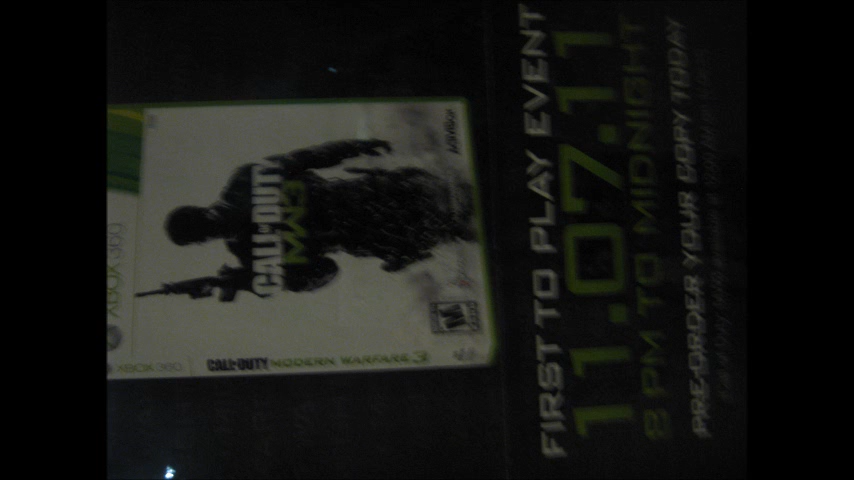 XBOX 360
CALL OF DUTY
MW3
ACTIVISION
M
XBOX 360
CALL OF DUTY MODERN WARFARE 3
FIRST TO PLAY EVENT
11.07.11
8 PM TO MIDNIGHT
PRE-ORDER YOUR COPY TODAY